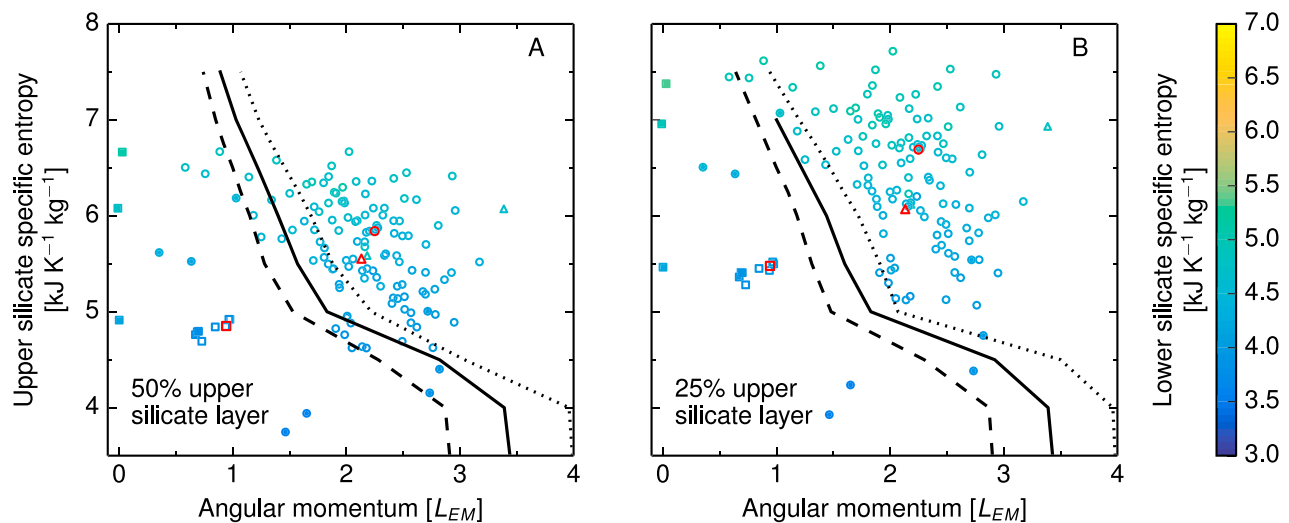 A
B
Upper silicate specific entropy
[kJ K⁻¹ kg⁻¹]
8
7
6
5
4
50% upper
silicate layer
25% upper
silicate layer
0 1 2 3 4
0 1 2 3 4
Angular momentum [L_EM]
Angular momentum [L_EM]
Lower silicate specific entropy
[kJ K⁻¹ kg⁻¹]
7.0
6.5
6.0
5.5
5.0
4.5
4.0
3.5
3.0